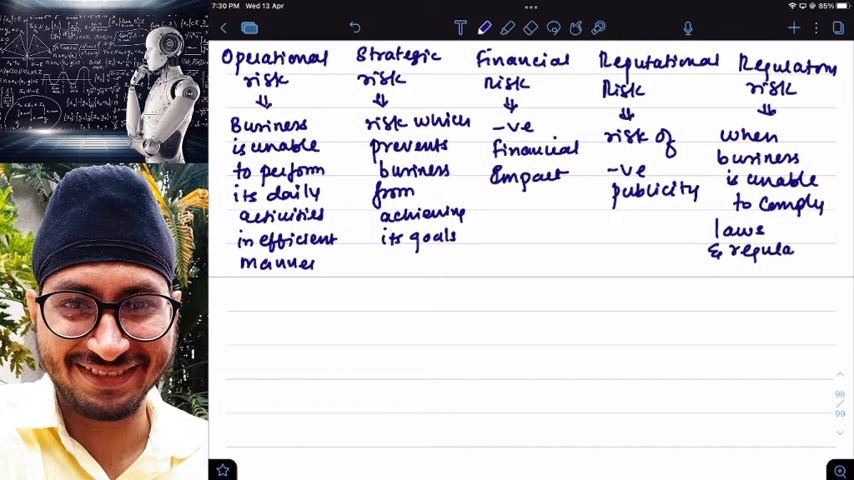 7:30 PM Wed 13 Apr
85%
T
Operational
risk
Business
is unable
to perform
its daily
activities
in efficient
manner
Strategic
risk
risk which
prevents
business
from
achieving
its goals
Financial
Risk
-ve
financial
Impact
Reputational
Risk
risk of
-ve
publicity
Regulatory
risk
when
business
is unable
to comply
laws
& regula
98
/
99